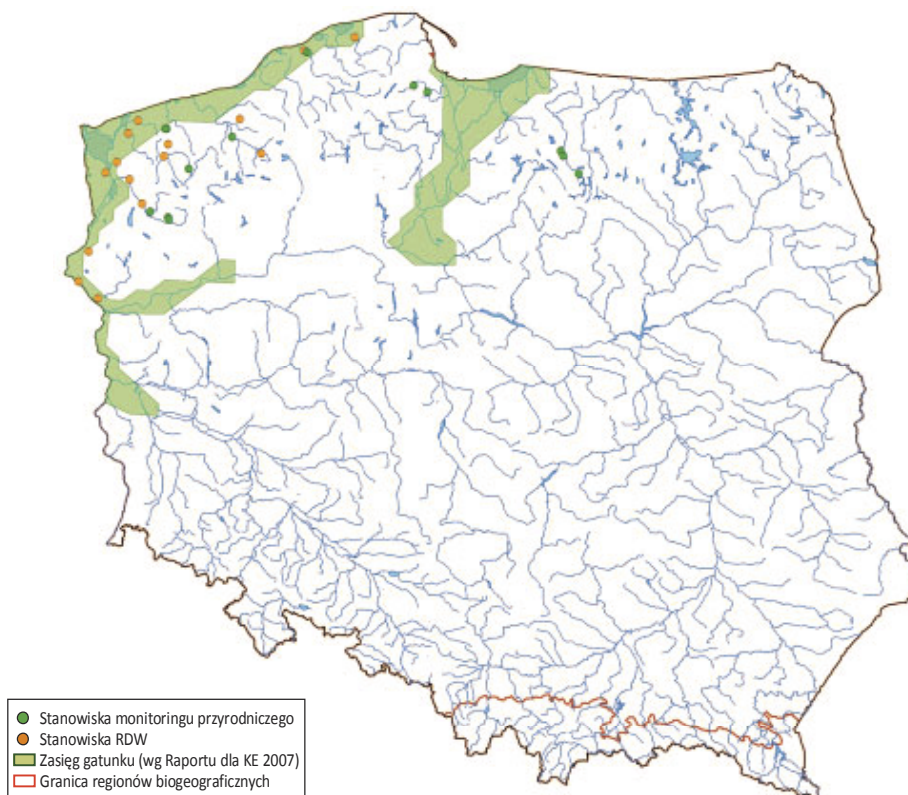 Stanowiska monitoringu przyrodniczego
Stanowiska RDW
Zasięg gatunku (wg Raportu dla KE 2007)
Granica regionów biogeograficznych